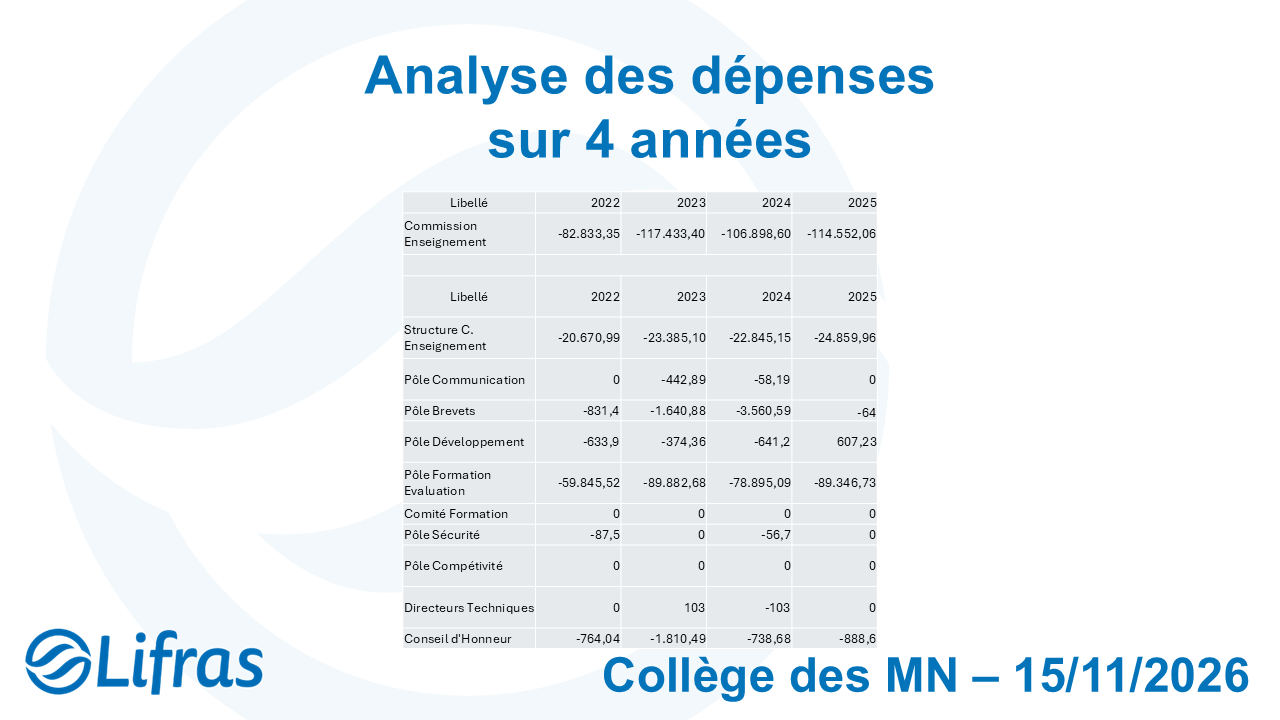 Analyse des dépenses
sur 4 années
Libellé 2022 2023 2024 2025
Commission
Enseignement -82.833,35 -117.433,40 -106.898,60 -114.552,06
Libellé 2022 2023 2024 2025
Structure C.
Enseignement -20.670,99 -23.385,10 -22.845,15 -24.859,96
Pôle Communication 0 -442,89 -58,19 0
Pôle Brevets -831,4 -1.640,88 -3.560,59 -64
Pôle Développement -633,9 -374,36 -641,2 607,23
Pôle Formation
Evaluation -59.845,52 -89.882,68 -78.895,09 -89.346,73
Comité Formation 0 0 0 0
Pôle Sécurité -87,5 0 -56,7 0
Pôle Compétivité 0 0 0 0
Directeurs Techniques 0 103 -103 0
Conseil d'Honneur -764,04 -1.810,49 -738,68 -888,6
Lifras
Collège des MN – 15/11/2026